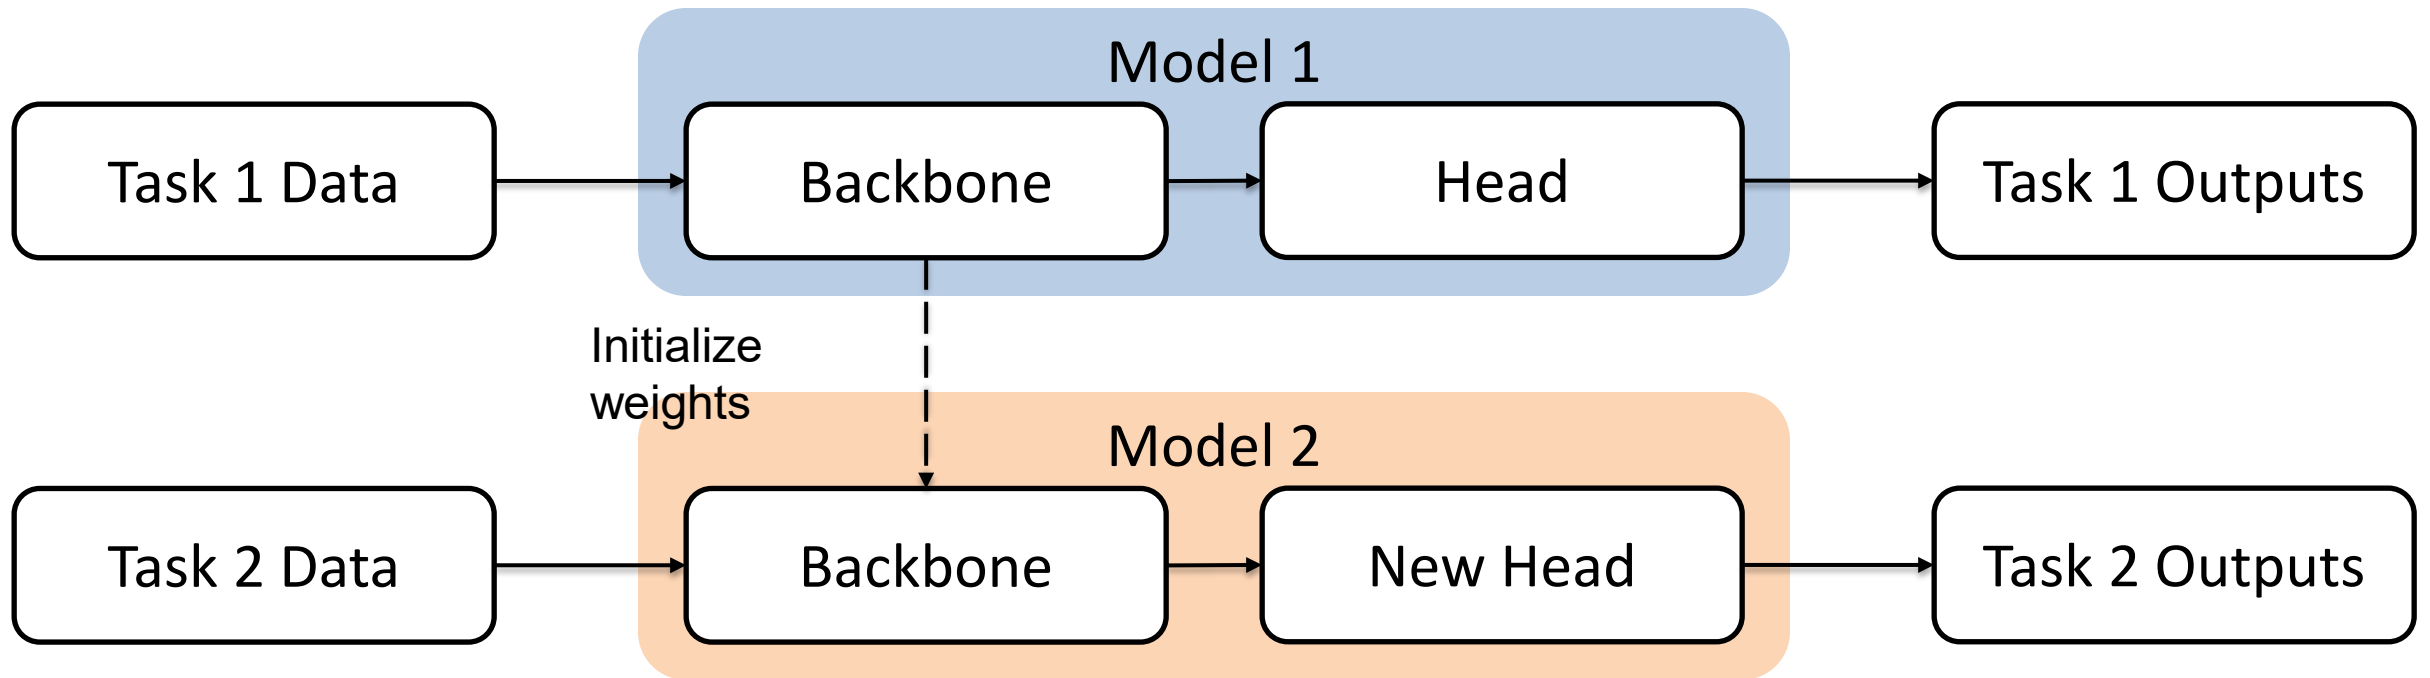 Model 1
Task 1 Data
Backbone
Head
Task 1 Outputs
Initialize
weights
Model 2
Task 2 Data
Backbone
New Head
Task 2 Outputs